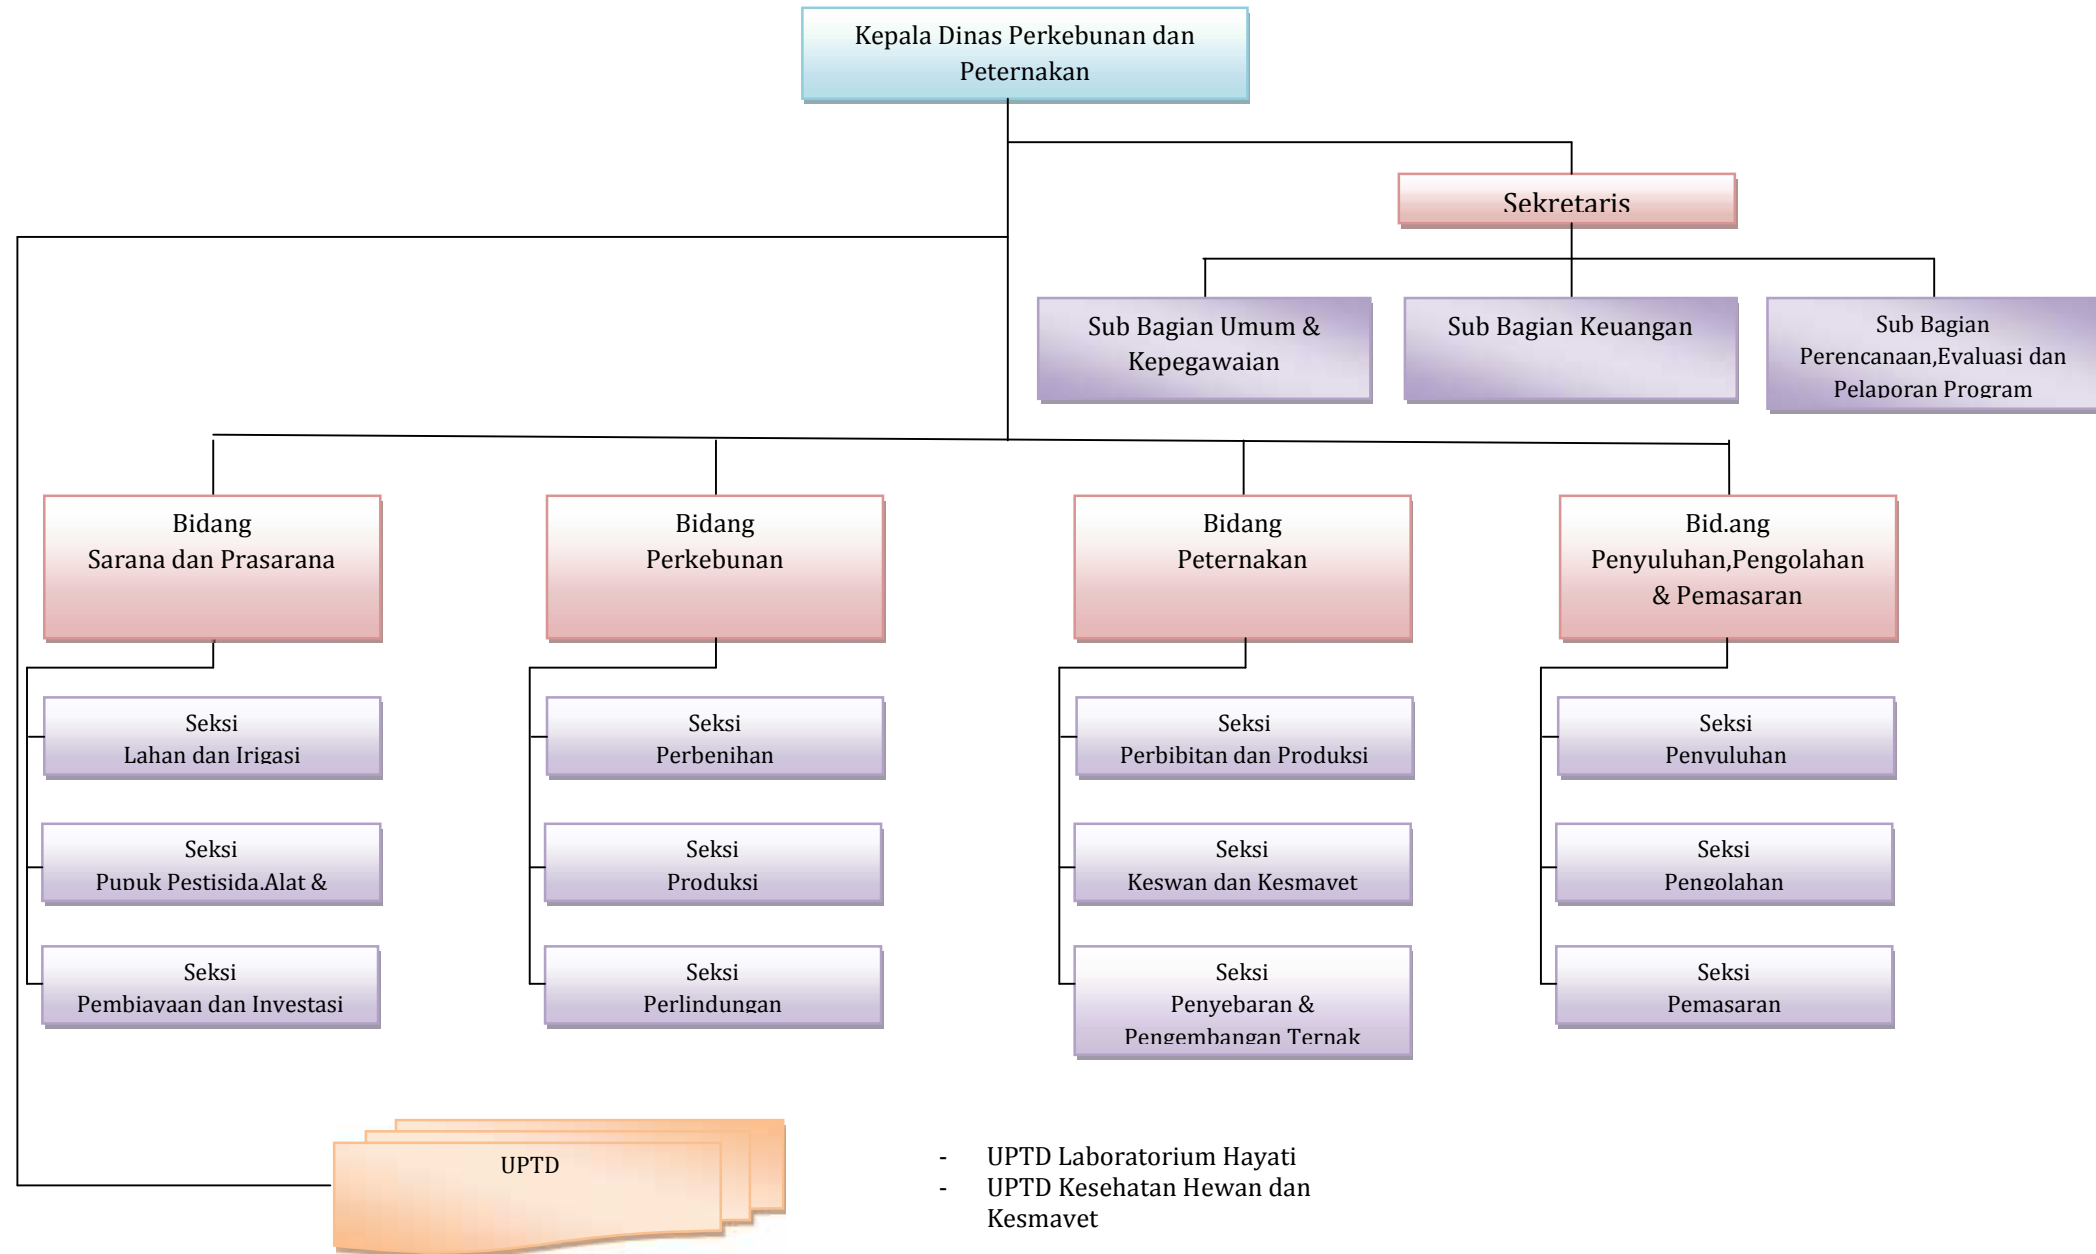 Kepala Dinas Perkebunan dan
Peternakan
Sekretaris
Sub Bagian Umum &
Kepegawaian
Sub Bagian Keuangan
Sub Bagian
Perencanaan,Evaluasi dan
Pelaporan Program
Bidang
Sarana dan Prasarana
Bidang
Perkebunan
Bidang
Peternakan
Bid.ang
Penyuluhan,Pengolahan
& Pemasaran
Seksi
Lahan dan Irigasi
Seksi
Perbenihan
Seksi
Perbibitan dan Produksi
Seksi
Penyuluhan
Seksi
Pupuk Pestisida,Alat &
Seksi
Produksi
Seksi
Keswan dan Kesmavet
Seksi
Pengolahan
Seksi
Pembiayaan dan Investasi
Seksi
Perlindungan
Seksi
Penyebaran &
Pengembangan Ternak
Seksi
Pemasaran
UPTD
- UPTD Laboratorium Hayati
- UPTD Kesehatan Hewan dan
Kesmavet